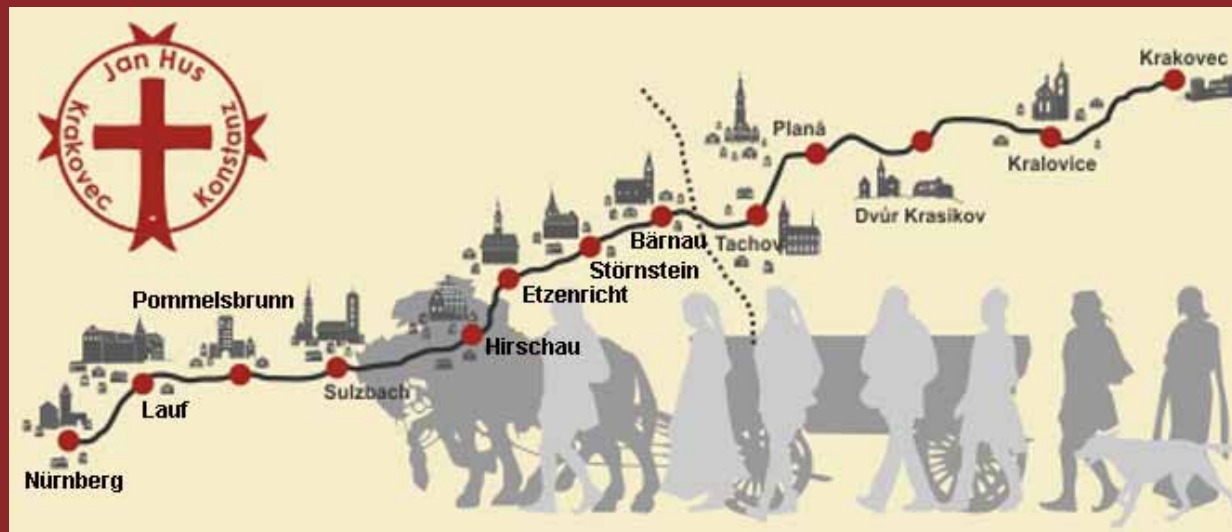 Jan Hus
Krakovec
Konstanz
Krakovec
Planá
Kralovice
Dvůr Krasíkov
Bärnau
Tachov
Störnstein
Etzenricht
Pommelsbrunn
Hirschau
Sulzbach
Lauf
Nürnberg